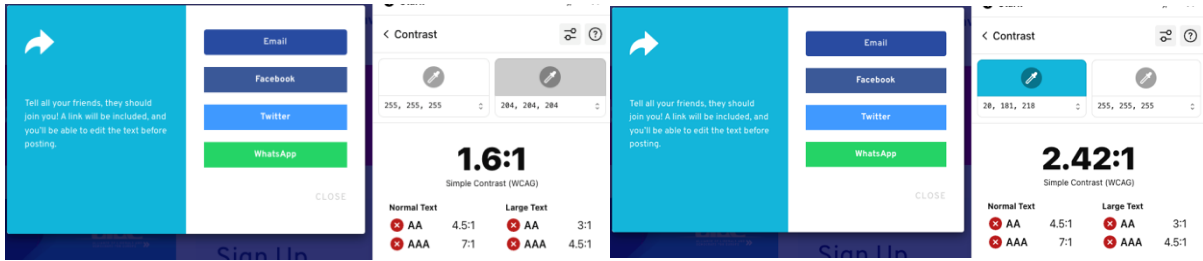 Email
Facebook
Tell all your friends, they should
join you! A link will be included, and
you'll be able to edit the text before
posting.
Twitter
WhatsApp
CLOSE
Sign Up
< Contrast
255, 255, 255
204, 204, 204
1.6:1
Simple Contrast (WCAG)
Normal Text Large Text
AA 4.5:1 AA 3:1
AAA 7:1 AAA 4.5:1
Email
Facebook
Tell all your friends, they should
join you! A link will be included, and
you'll be able to edit the text before
posting.
Twitter
WhatsApp
CLOSE
Sign Up
< Contrast
20, 181, 218
255, 255, 255
2.42:1
Simple Contrast (WCAG)
Normal Text Large Text
AA 4.5:1 AA 3:1
AAA 7:1 AAA 4.5:1